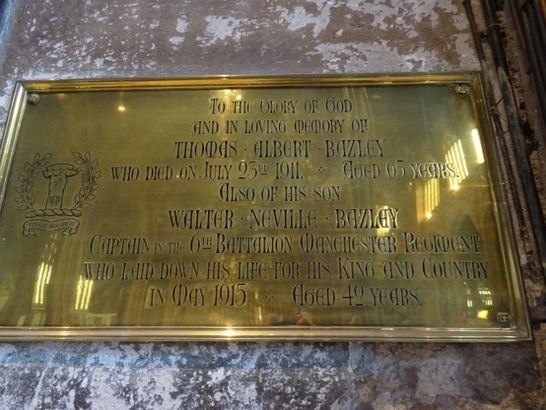 To the Glory of God
and in loving memory of
Thomas · Albert · Bazley
who died on July 23rd 1911. Aged 65 years.
Also of his son
Walter · Neville · Bazley
Captain in the 6th Battalion Manchester Regiment
who laid down his life for his King and Country
in May 1915 Aged 42 years.